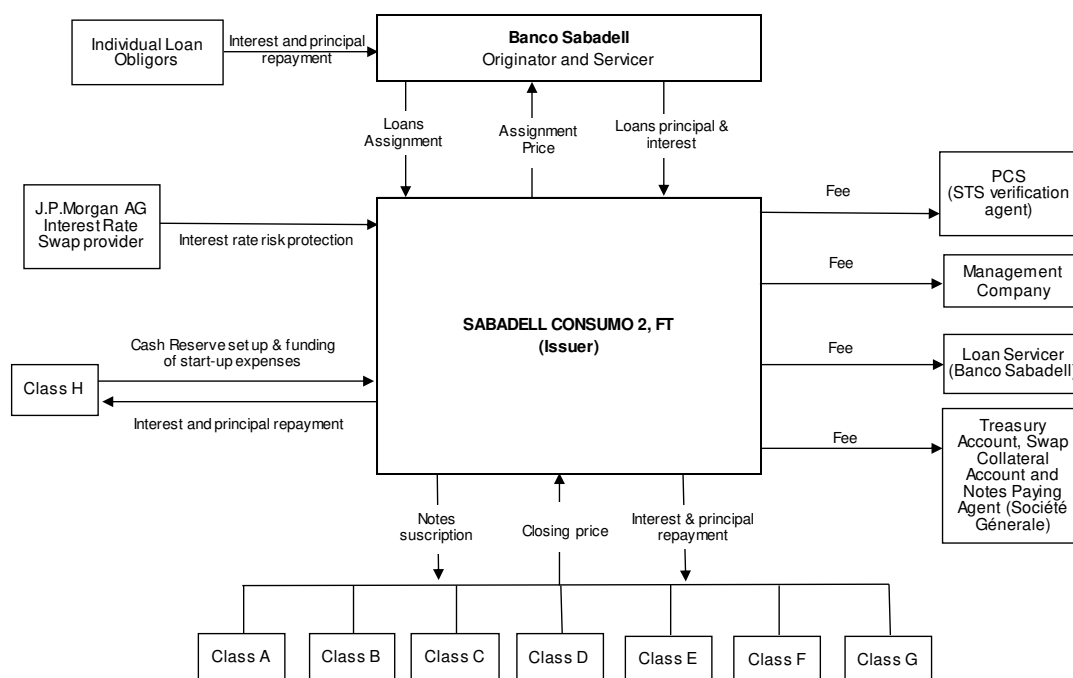 Individual Loan
Obligors
Interest and principal
repayment
Banco Sabadell
Originator and Servicer
Loans
Assignment
Assignment
Price
Loans principal &
interest
J.P.Morgan AG
Interest Rate
Swap provider
Interest rate risk protection
Fee
PCS
(STS verification
agent)
Fee
Management
Company
SABADELL CONSUMO 2, FT
(Issuer)
Cash Reserve set up & funding
of start-up expenses
Class H
Interest and principal repayment
Fee
Loan Servicer
(Banco Sabadell)
Fee
Treasury
Account, Swap
Collateral
Account and
Notes Paying
Agent (Société
Génerale)
Notes
suscription
Closing price
Interest & principal
repayment
Class A
Class B
Class C
Class D
Class E
Class F
Class G